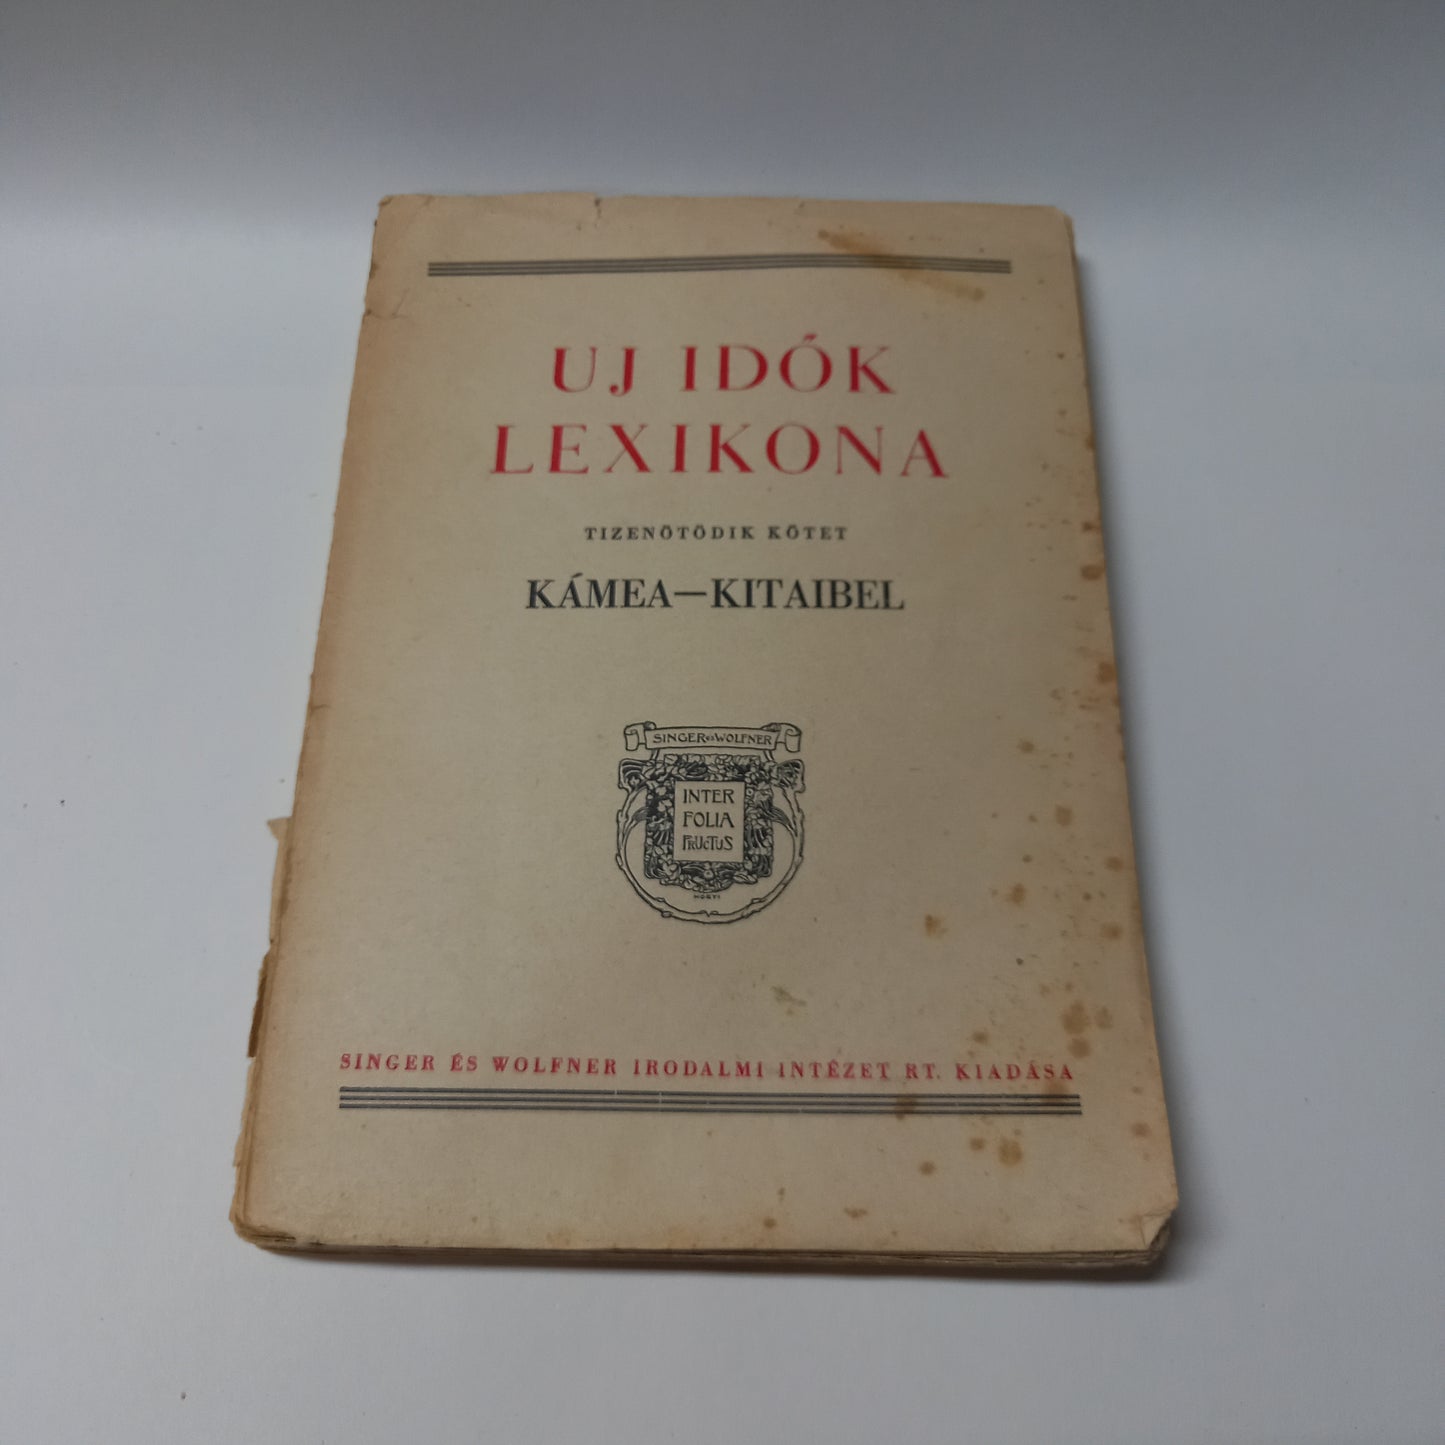 UJ IDŐK
LEXIKONA
TIZENÖTÖDIK KÖTET
KÁMEA—KITAIBEL
SINGER ÉS WOLFNER
INTER
FOLIA
FRUCTUS
SINGER ÉS WOLFNER IRODALMI INTÉZET RT. KIADÁSA